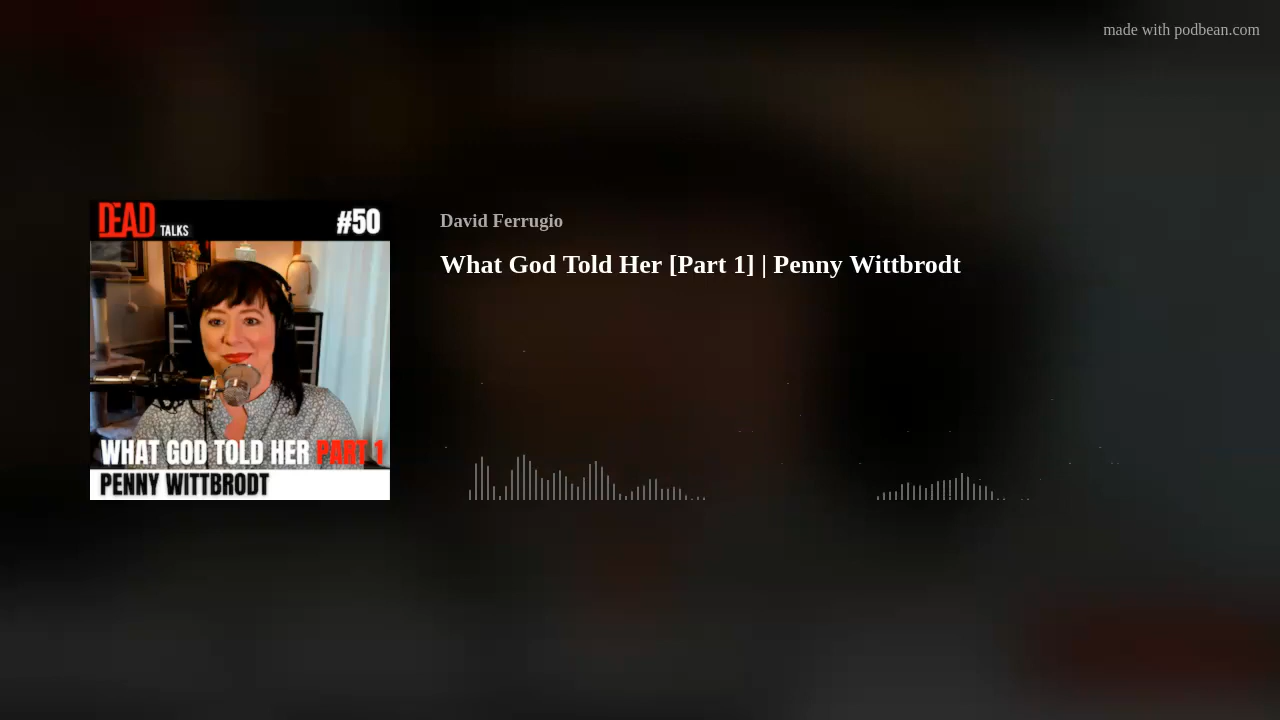 made with podbean.com
DEAD TALKS
#50
David Ferrugio
What God Told Her [Part 1] | Penny Wittbrodt
WHAT GOD TOLD HER PART 1
PENNY WITTBRODT